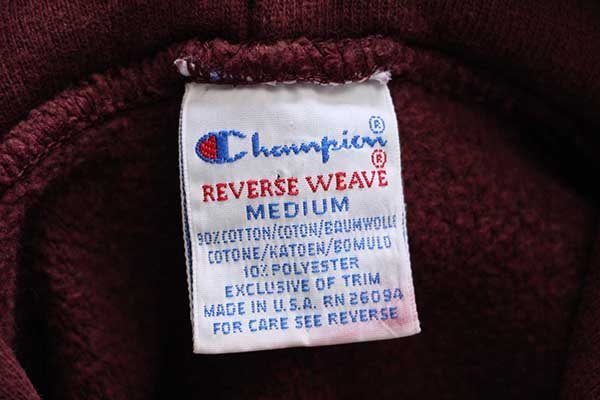 Champion®
REVERSE WEAVE®
MEDIUM
90% COTTON/COTON/BAUMWOLLE
COTONE/KATOEN/BOMULD
10% POLYESTER
EXCLUSIVE OF TRIM
MADE IN U.S.A. RN 26094
FOR CARE SEE REVERSE